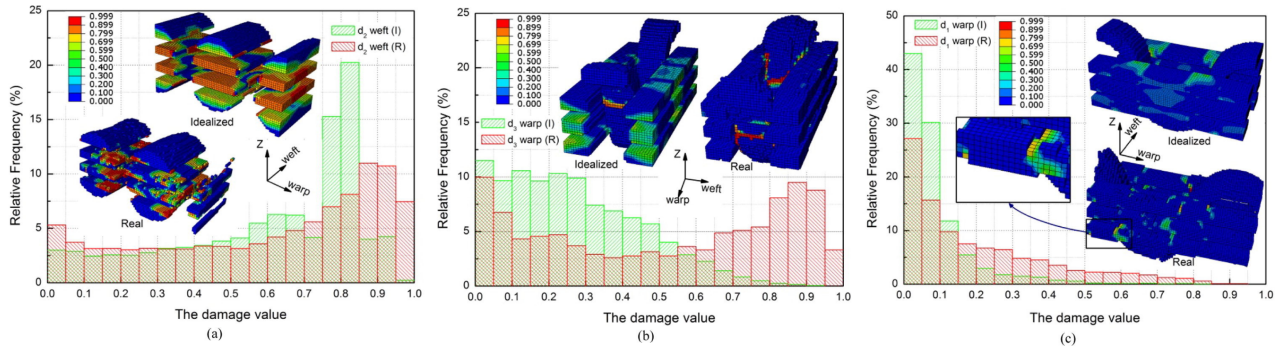 25
20
15
10
5
0
Relative Frequency (%)
0.999
0.899
0.799
0.699
0.599
0.500
0.400
0.300
0.200
0.100
0.000
d2 weft (I)
d2 weft (R)
Idealized
Real
Z
weft
warp
0.0 0.1 0.2 0.3 0.4 0.5 0.6 0.7 0.8 0.9 1.0
The damage value
(a)
25
20
15
10
5
0
Relative Frequency (%)
0.999
0.899
0.799
0.699
0.599
0.500
0.400
0.300
0.200
0.100
0.000
d3 warp (I)
d3 warp (R)
Idealized
Real
Z
weft
warp
0.0 0.1 0.2 0.3 0.4 0.5 0.6 0.7 0.8 0.9 1.0
The damage value
(b)
50
40
30
20
10
0
Relative Frequency (%)
d1 warp (I)
d1 warp (R)
0.999
0.899
0.799
0.699
0.599
0.500
0.400
0.300
0.200
0.100
0.000
Idealized
Z
weft
warp
Real
0.0 0.1 0.2 0.3 0.4 0.5 0.6 0.7 0.8 0.9 1.0
The damage value
(c)